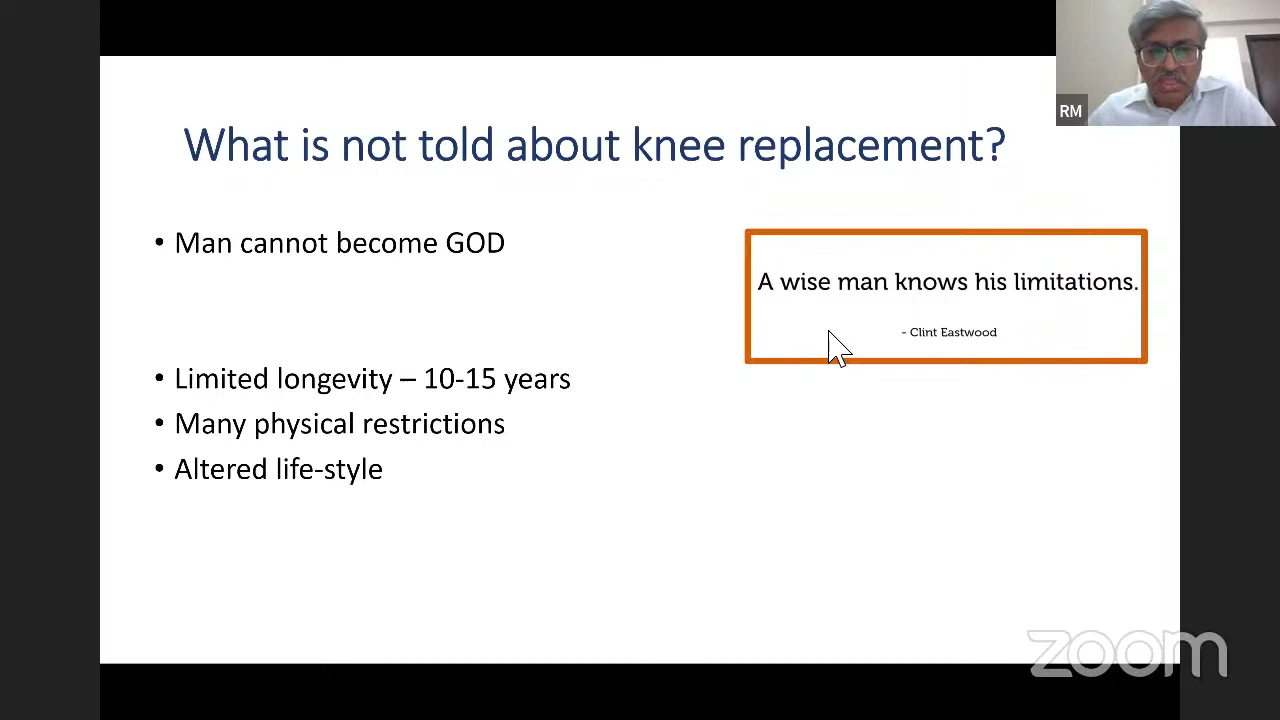 RM
What is not told about knee replacement?
• Man cannot become GOD
A wise man knows his limitations.
- Clint Eastwood
• Limited longevity – 10-15 years
• Many physical restrictions
• Altered life-style
zoom